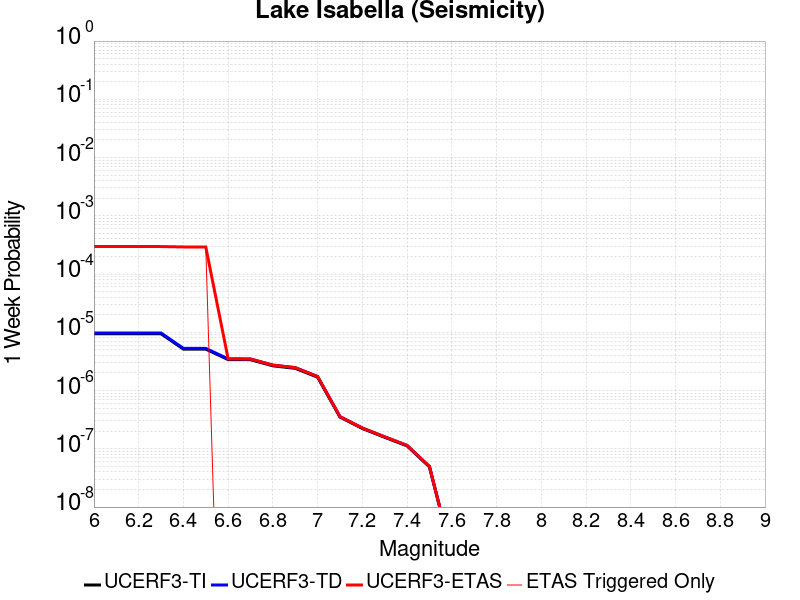 Lake Isabella (Seismicity)
10^0
10^-1
10^-2
10^-3
10^-4
10^-5
10^-6
10^-7
10^-8
1 Week Probability
6 6.2 6.4 6.6 6.8 7 7.2 7.4 7.6 7.8 8 8.2 8.4 8.6 8.8 9
Magnitude
UCERF3-TI UCERF3-TD UCERF3-ETAS ETAS Triggered Only